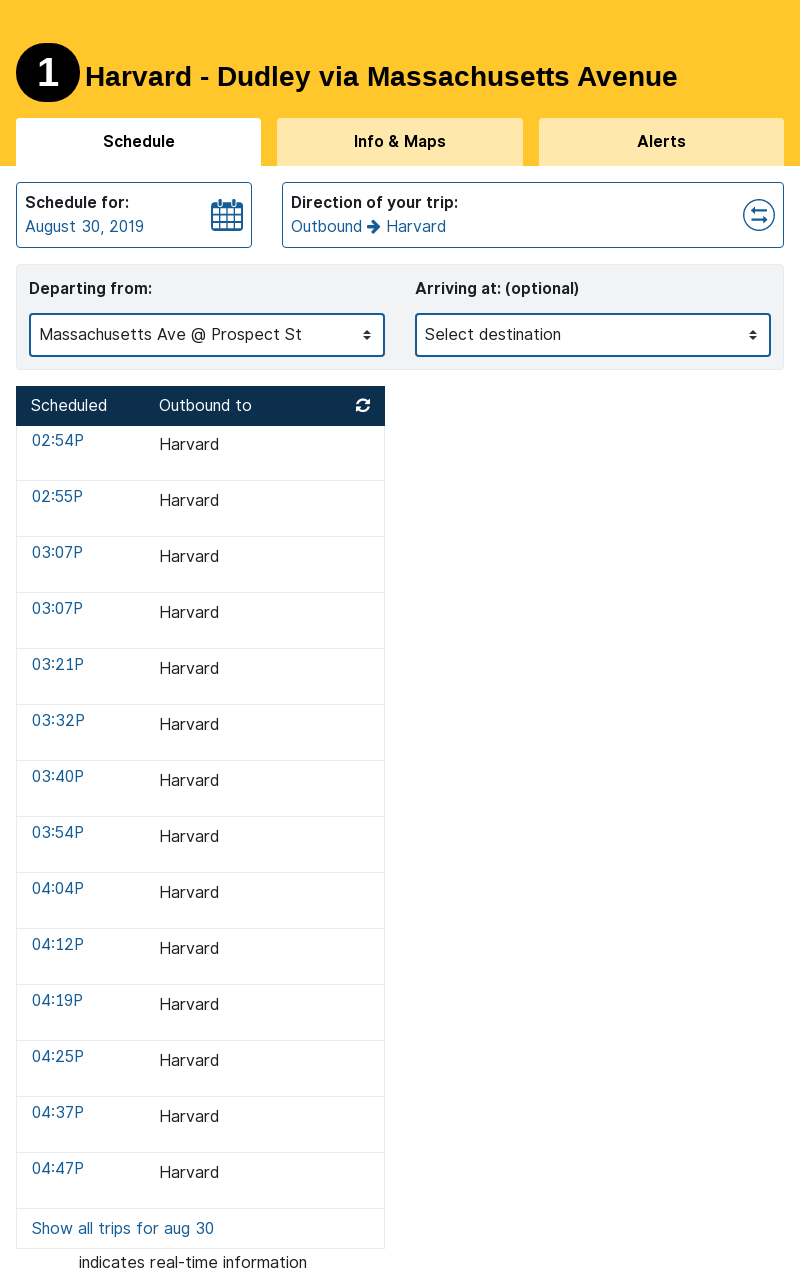 1 Harvard - Dudley via Massachusetts Avenue
Schedule Info & Maps Alerts
Schedule for:
August 30, 2019
Direction of your trip:
Outbound Harvard
Departing from:
Massachusetts Ave @ Prospect St
Arriving at: (optional)
Select destination
Scheduled Outbound to
02:54P Harvard
02:55P Harvard
03:07P Harvard
03:07P Harvard
03:21P Harvard
03:32P Harvard
03:40P Harvard
03:54P Harvard
04:04P Harvard
04:12P Harvard
04:19P Harvard
04:25P Harvard
04:37P Harvard
04:47P Harvard
Show all trips for aug 30
indicates real-time information